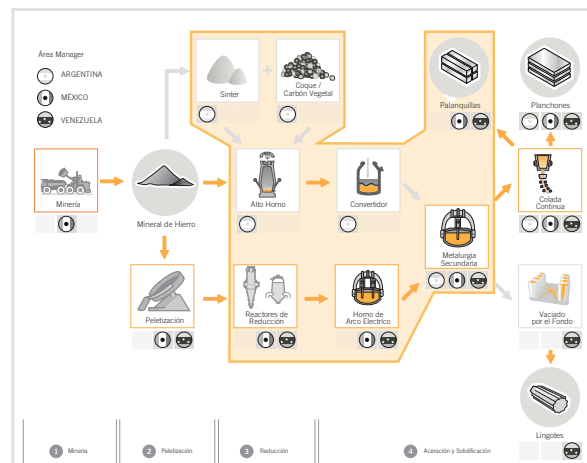 Área Manager
ARGENTINA
MÉXICO
VENEZUELA
Sinter
+
Coque /
Carbón Vegetal
Palanquillas
Planchones
Minería
Mineral de Hierro
Alto Horno
Convertidor
Metalurgia
Secundaria
Colada
Continua
Peletización
Reactores de
Reducción
Horno de
Arco Electrico
Vaciado
por el Fondo
Lingotes
1 Mineria
2 Peletización
3 Reducción
4 Aceración y Solidificación